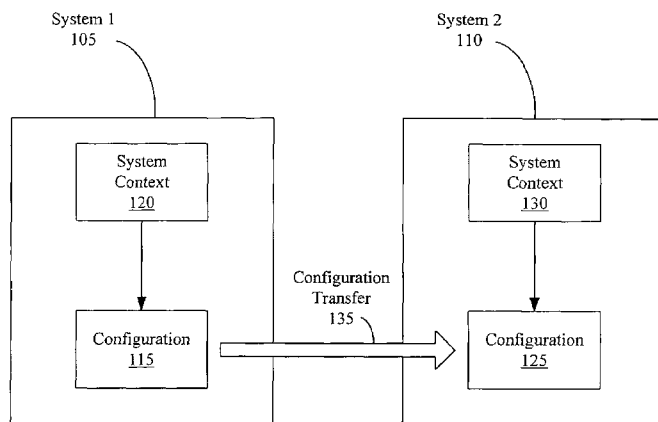 System 1
105
System 2
110
System
Context
120
System
Context
130
Configuration
Transfer
135
Configuration
115
Configuration
125